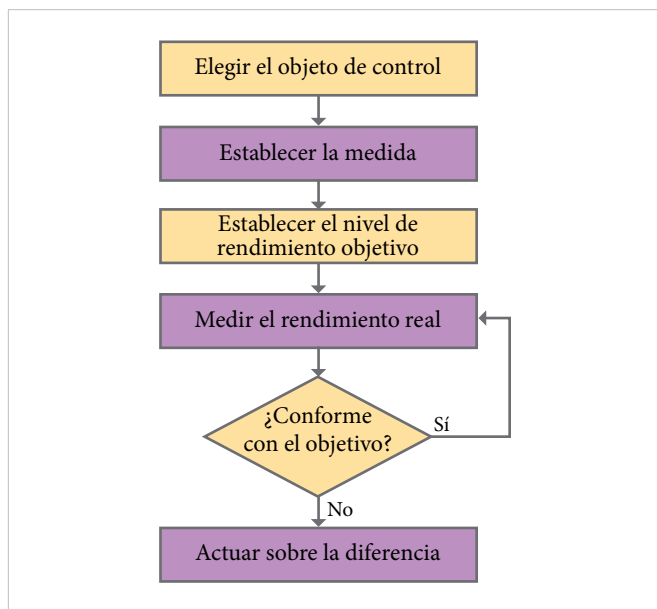 Elegir el objeto de control
Establecer la medida
Establecer el nivel de
rendimiento objetivo
Medir el rendimiento real
¿Conforme
con el objetivo?
Sí
No
Actuar sobre la diferencia